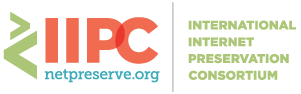 IIPC
netpreserve.org
INTERNATIONAL
INTERNET
PRESERVATION
CONSORTIUM